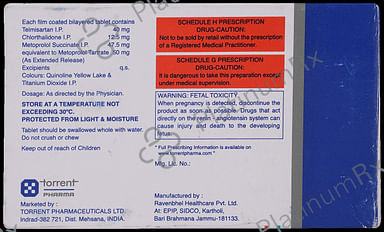 Each film coated bilayered tablet contains
Telmisartan I.P. 40 mg
Chlorthalidone I.P. 12.5 mg
Metoprolol Succinate I.P. 47.5 mg
equivalent to Metoprolol Tartrate 50 mg
(As Extended Release)
Excipients q.s.
Colours: Quinoline Yellow Lake &
Titanium Dioxide I.P.
Dosage: As directed by the Physician.
STORE AT A TEMPERATURE NOT
EXCEEDING 30°C.
PROTECTED FROM LIGHT & MOISTURE
Tablet should be swallowed whole with water.
Do not crush or chew
Keep out of reach of Children
torrent
PHARMA
Marketed by :
TORRENT PHARMACEUTICALS LTD.
Indrad-382 721, Dist. Mehsana, INDIA.
SCHEDULE H PRESCRIPTION
DRUG-CAUTION:
Not to be sold by retail without the prescription
of a Registered Medical Practitioner.
SCHEDULE G PRESCRIPTION
DRUG-CAUTION:
It is dangerous to take this preparation except
under medical supervision.
WARNING: FETAL TOXICITY
When pregnancy is detected, discontinue the
product as soon as possible. Drugs that act
directly on the renin-angiotensin system can
cause injury and death to the developing
fetus.
* Full Prescribing Information is available on
"www.torrentpharma.com"
Mfg. Lic. No.:
Manufactured by :
Ravenbhel Healthcare Pvt. Ltd.
At: EPIP, SIDCO, Kartholi,
Bari Brahmana Jammu-181133.
PlatinumRx